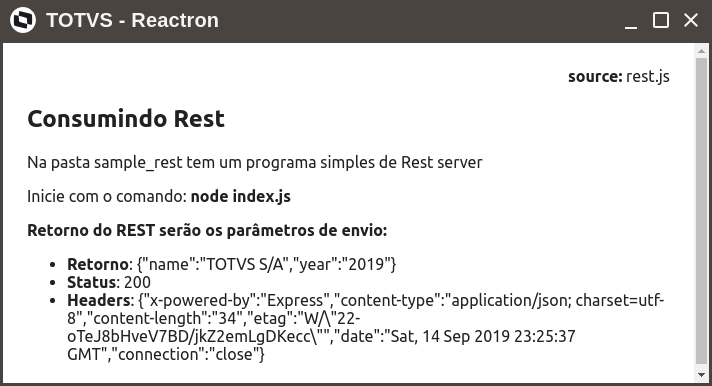 TOTVS - Reactron
source: rest.js
Consumindo Rest
Na pasta sample_rest tem um programa simples de Rest server
Inicie com o comando: node index.js
Retorno do REST serão os parâmetros de envio:
• Retorno: {"name":"TOTVS S/A","year":"2019"}
• Status: 200
• Headers: {"x-powered-by":"Express","content-type":"application/json; charset=utf-
8","content-length":"34","etag":"W/\"22-
oTeJ8bHveV7BD/jkZ2emLgDKecc\"","date":"Sat, 14 Sep 2019 23:25:37
GMT","connection":"close"}